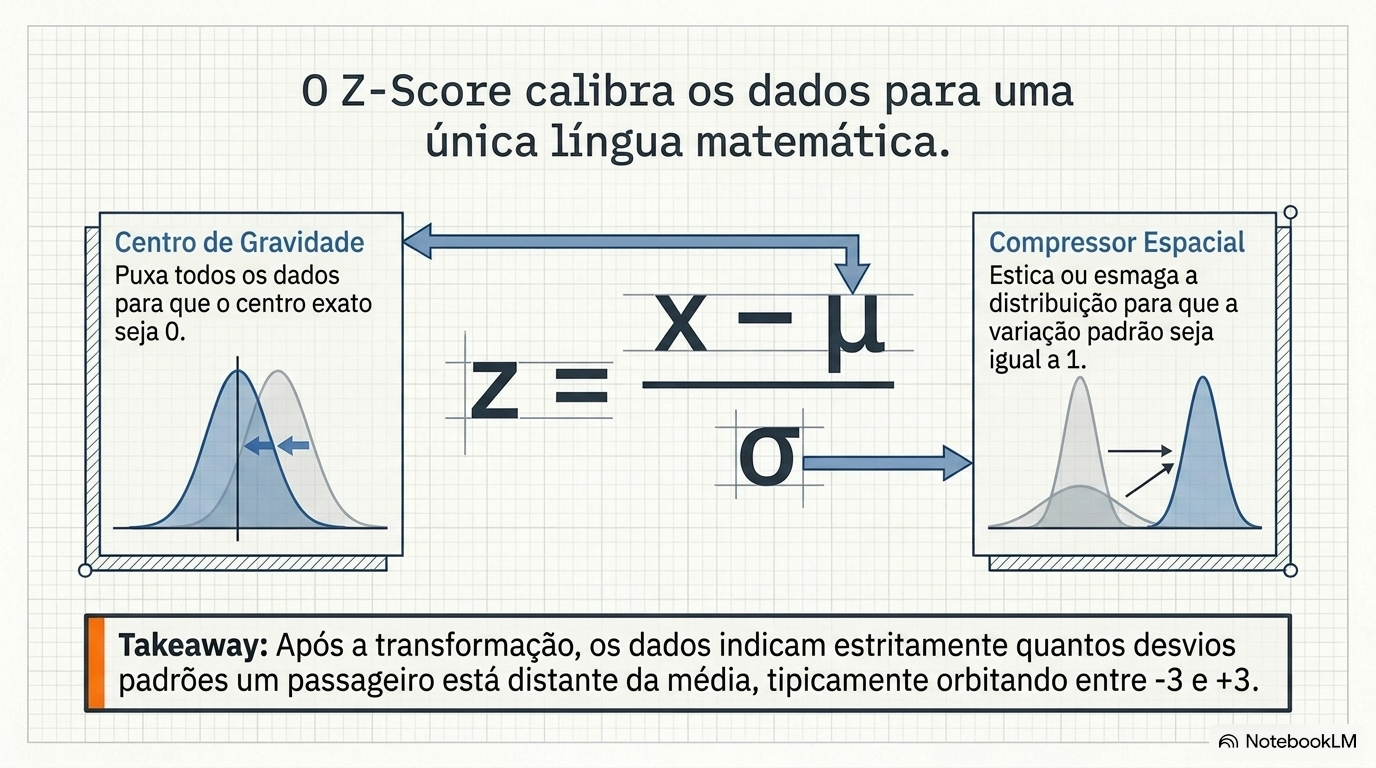 O Z-Score calibra os dados para uma
única língua matemática.
Centro de Gravidade
Puxa todos os dados
para que o centro exato
seja 0.
z =
x − μ
σ
Compressor Espacial
Estica ou esmaga a
distribuição para que a
variação padrão seja
igual a 1.
Takeaway: Após a transformação, os dados indicam estritamente quantos desvios
padrões um passageiro está distante da média, tipicamente orbitando entre -3 e +3.
NotebookLM